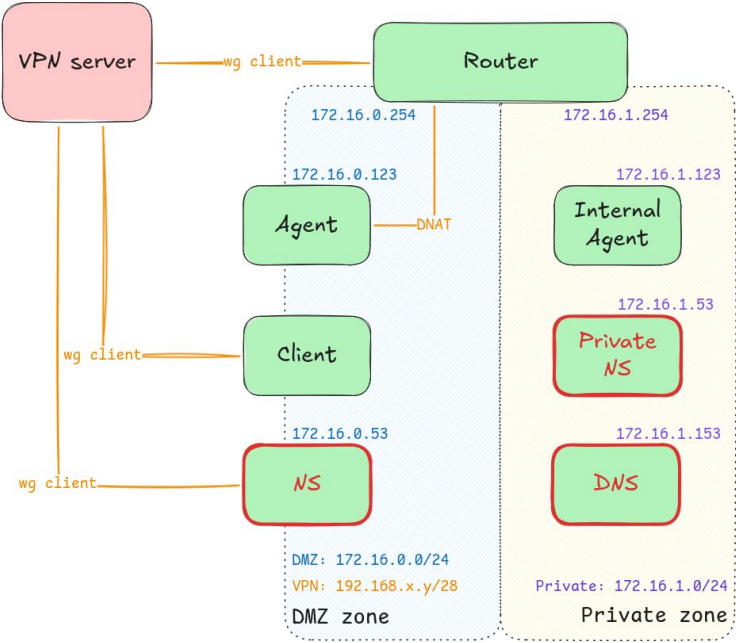 VPN server
wg client
Router
172.16.0.254
172.16.1.254
172.16.0.123
172.16.1.123
Agent
DNAT
Internal
Agent
172.16.1.53
wg client
Client
Private
NS
172.16.0.53
172.16.1.153
wg client
NS
DNS
DMZ: 172.16.0.0/24
VPN: 192.168.x.y/28
Private: 172.16.1.0/24
DMZ zone
Private zone